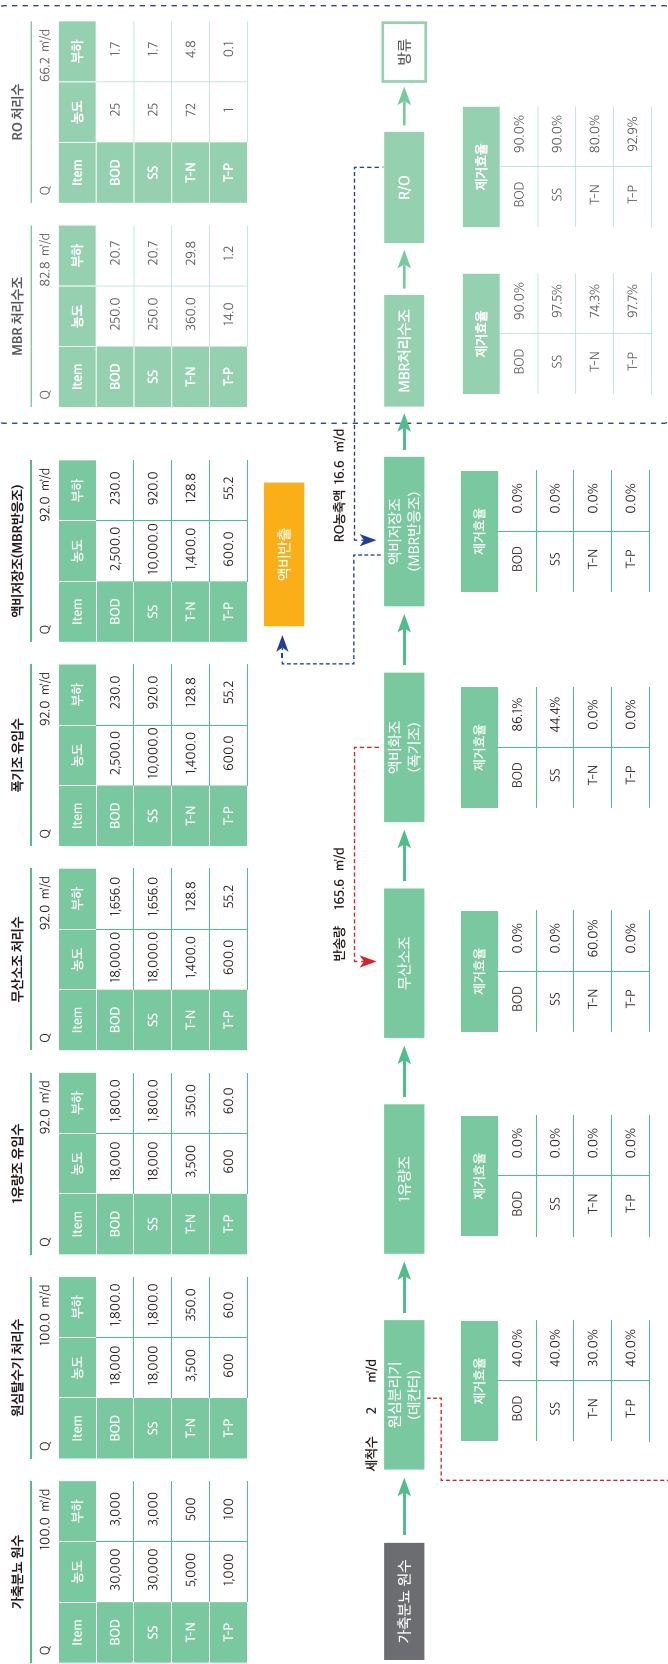 가축분뇨 원수
Q 100.0 ㎥/d
Item 농도 부하
BOD 30,000 3,000
SS 30,000 3,000
T-N 5,000 500
T-P 1,000 100
원심탈수기 처리수
Q 100.0 ㎥/d
Item 농도 부하
BOD 18,000 1,800.0
SS 18,000 1,800.0
T-N 3,500 350.0
T-P 600 60.0
1유량조 유입수
Q 92.0 ㎥/d
Item 농도 부하
BOD 18,000 1,800.0
SS 18,000 1,800.0
T-N 3,500 350.0
T-P 600 60.0
무산소조 처리수
Q 92.0 ㎥/d
Item 농도 부하
BOD 18,000.0 1,656.0
SS 18,000.0 1,656.0
T-N 1,400.0 128.8
T-P 600.0 55.2
폭기조 유입수
Q 92.0 ㎥/d
Item 농도 부하
BOD 2,500.0 230.0
SS 10,000.0 920.0
T-N 1,400.0 128.8
T-P 600.0 55.2
액비저장조(MBR반응조)
Q 92.0 ㎥/d
Item 농도 부하
BOD 2,500.0 230.0
SS 10,000.0 920.0
T-N 1,400.0 128.8
T-P 600.0 55.2
MBR 처리수조
Q 82.8 ㎥/d
Item 농도 부하
BOD 250.0 20.7
SS 250.0 20.7
T-N 360.0 29.8
T-P 14.0 1.2
RO 처리수
Q 66.2 ㎥/d
Item 농도 부하
BOD 25 1.7
SS 25 1.7
T-N 72 4.8
T-P 1 0.1
액비반출
세척수 2 ㎥/d
반송량 165.6 ㎥/d
RO농축액 16.6 ㎥/d
가축분뇨 원수
원심분리기
(데칸터)
1유량조
무산소조
액비화조
(폭기조)
액비저장조
(MBR반응조)
MBR처리수조
R/O
방류
제거효율
BOD 40.0%
SS 40.0%
T-N 30.0%
T-P 40.0%
제거효율
BOD 0.0%
SS 0.0%
T-N 0.0%
T-P 0.0%
제거효율
BOD 0.0%
SS 0.0%
T-N 60.0%
T-P 0.0%
제거효율
BOD 86.1%
SS 44.4%
T-N 0.0%
T-P 0.0%
제거효율
BOD 0.0%
SS 0.0%
T-N 0.0%
T-P 0.0%
제거효율
BOD 90.0%
SS 97.5%
T-N 74.3%
T-P 97.7%
제거효율
BOD 90.0%
SS 90.0%
T-N 80.0%
T-P 92.9%